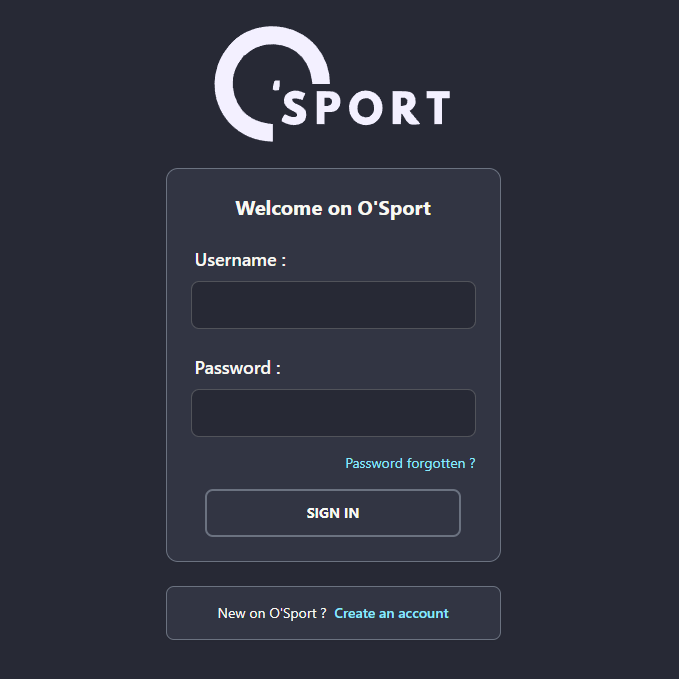 O'SPORT
Welcome on O'Sport
Username :
Password :
Password forgotten ?
SIGN IN
New on O'Sport ? Create an account